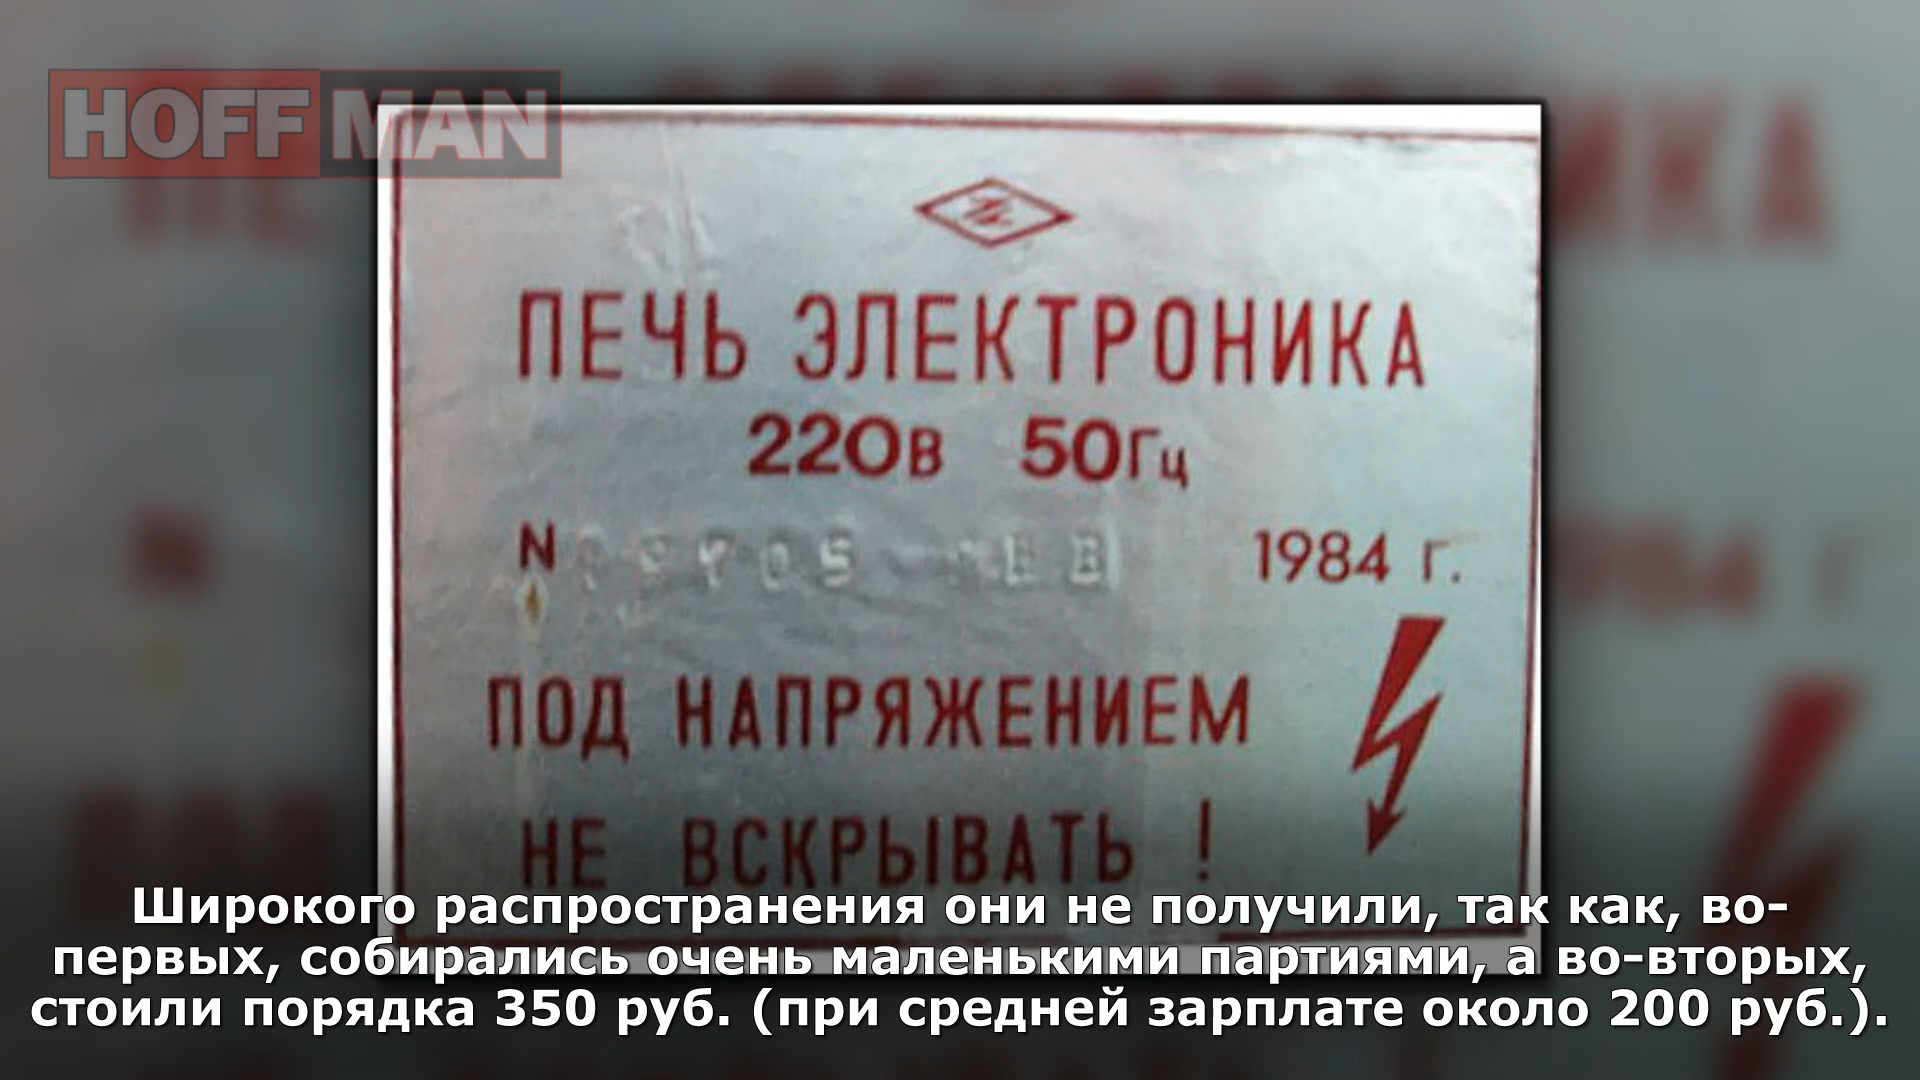 HOFFMAN
ПЕЧЬ ЭЛЕКТРОНИКА
220В 50Гц
N 1984 г.
ПОД НАПРЯЖЕНИЕМ
НЕ ВСКРЫВАТЬ !
Широкого распространения они не получили, так как, во-
первых, собирались очень маленькими партиями, а во-вторых,
стоили порядка 350 руб. (при средней зарплате около 200 руб.).